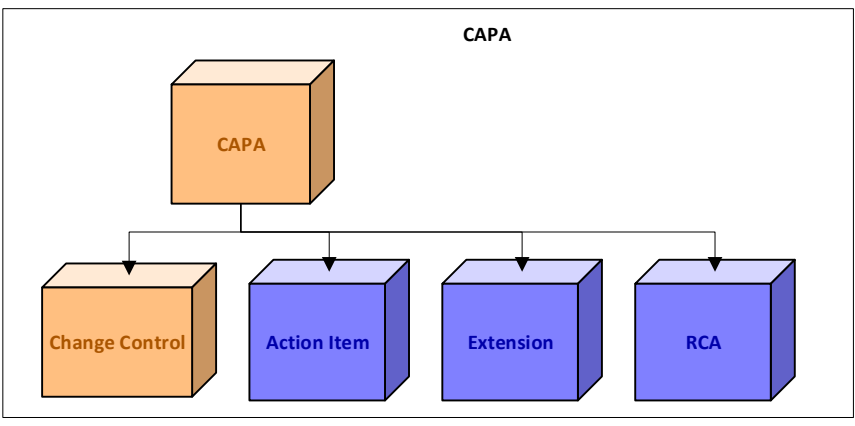 CAPA
CAPA
Change Control
Action Item
Extension
RCA